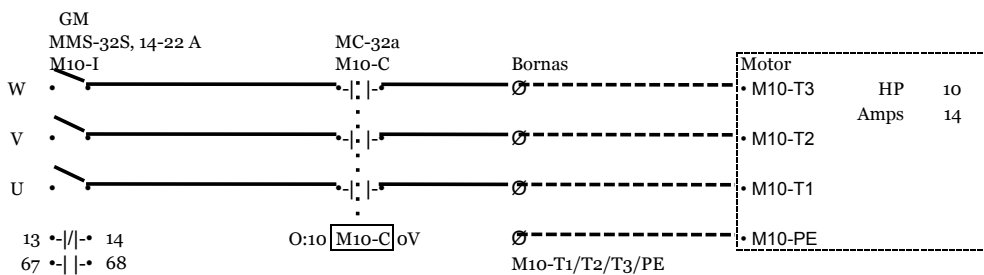 GM
MMS-32S, 14-22 A MC-32a
M10-I M10-C Bornas Motor
W M10-T3 HP 10
Amps 14
V M10-T2
U M10-T1
13 •-|/|-• 14 O:10 M10-C 0V M10-PE
67 •-| |-• 68 M10-T1/T2/T3/PE